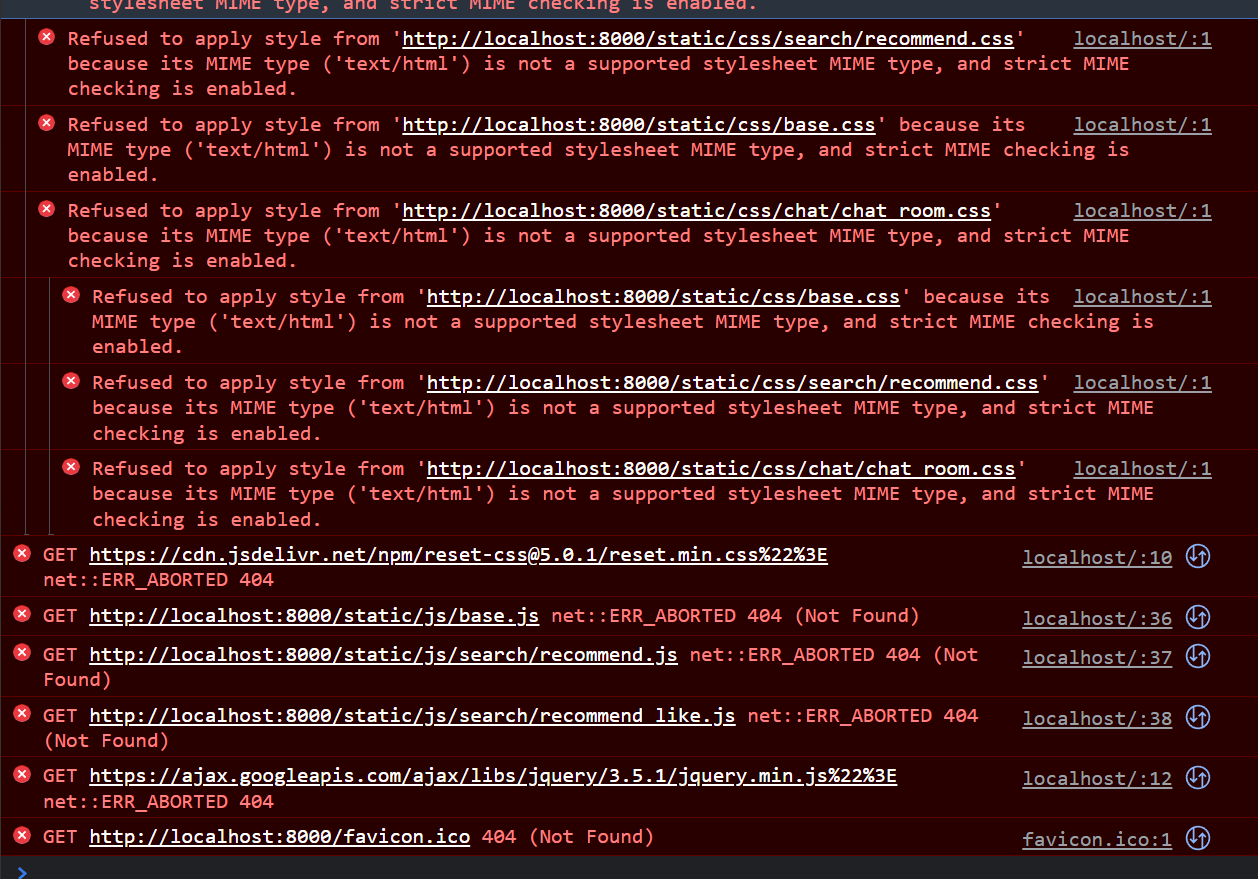 stylesheet MIME type, and strict MIME checking is enabled.
Refused to apply style from 'http://localhost:8000/static/css/search/recommend.css' localhost/:1
because its MIME type ('text/html') is not a supported stylesheet MIME type, and strict MIME
checking is enabled.
Refused to apply style from 'http://localhost:8000/static/css/base.css' because its localhost/:1
MIME type ('text/html') is not a supported stylesheet MIME type, and strict MIME checking is
enabled.
Refused to apply style from 'http://localhost:8000/static/css/chat/chat_room.css' localhost/:1
because its MIME type ('text/html') is not a supported stylesheet MIME type, and strict MIME
checking is enabled.
Refused to apply style from 'http://localhost:8000/static/css/base.css' because its localhost/:1
MIME type ('text/html') is not a supported stylesheet MIME type, and strict MIME checking is
enabled.
Refused to apply style from 'http://localhost:8000/static/css/search/recommend.css' localhost/:1
because its MIME type ('text/html') is not a supported stylesheet MIME type, and strict MIME
checking is enabled.
Refused to apply style from 'http://localhost:8000/static/css/chat/chat_room.css' localhost/:1
because its MIME type ('text/html') is not a supported stylesheet MIME type, and strict MIME
checking is enabled.
GET https://cdn.jsdelivr.net/npm/reset-css@5.0.1/reset.min.css%22%3E localhost/:10
net::ERR_ABORTED 404
GET http://localhost:8000/static/js/base.js net::ERR_ABORTED 404 (Not Found) localhost/:36
GET http://localhost:8000/static/js/search/recommend.js net::ERR_ABORTED 404 (Not localhost/:37
Found)
GET http://localhost:8000/static/js/search/recommend_like.js net::ERR_ABORTED 404 localhost/:38
(Not Found)
GET https://ajax.googleapis.com/ajax/libs/jquery/3.5.1/jquery.min.js%22%3E localhost/:12
net::ERR_ABORTED 404
GET http://localhost:8000/favicon.ico 404 (Not Found) favicon.ico:1